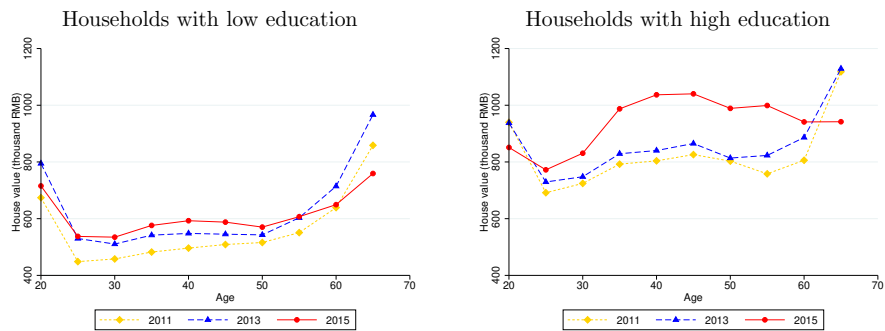 Households with low education
House value (thousand RMB)
1200
1000
800
600
400
20 30 40 50 60 70
Age
2011 2013 2015
Households with high education
House value (thousand RMB)
1200
1000
800
600
400
20 30 40 50 60 70
Age
2011 2013 2015